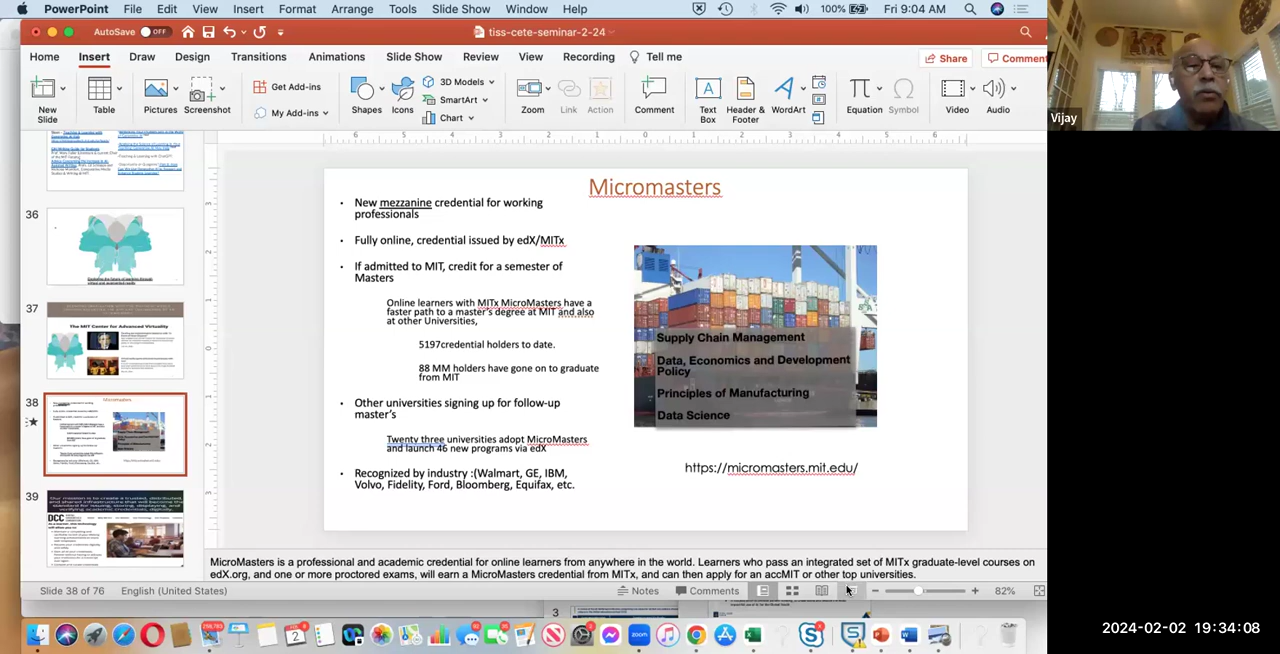 PowerPoint File Edit View Insert Format Arrange Tools Slide Show Window Help 100% Fri 9:04 AM
AutoSave OFF tiss-cete-seminar-2-24
Home Insert Draw Design Transitions Animations Slide Show Review View Recording Tell me Share Comment
New Slide
Table
Pictures
Screenshot
Get Add-ins
My Add-ins
Shapes
Icons
3D Models
SmartArt
Chart
Zoom
Link
Action
Comment
Text Box
Header & Footer
WordArt
Equation
Symbol
Video
Audio
Vijay
36
37
The MIT Center for Advanced Virtuality
38
Micromasters
39
Our mission is to create a trusted, distributed,
DCC
Micromasters
• New mezzanine credential for working
professionals
• Fully online, credential issued by edX/MITx
• If admitted to MIT, credit for a semester of
Masters
Online learners with MITx MicroMasters have a
faster path to a master's degree at MIT and also
at other Universities,
5197credential holders to date.
88 MM holders have gone on to graduate
from MIT
• Other universities signing up for follow-up
master's
Twenty three universities adopt MicroMasters
and launch 46 new programs via edX
• Recognized by industry :(Walmart, GE, IBM,
Volvo, Fidelity, Ford, Bloomberg, Equifax, etc.
Supply Chain Management
Data, Economics and Development
Policy
Principles of Manufacturing
Data Science
https://micromasters.mit.edu/
MicroMasters is a professional and academic credential for online learners from anywhere in the world. Learners who pass an integrated set of MITx graduate-level courses on
edX.org, and one or more proctored exams, will earn a MicroMasters credential from MITx, and can then apply for an accMIT or other top universities.
Slide 38 of 76 English (United States) Notes Comments 82%
2024-02-02 19:34:08